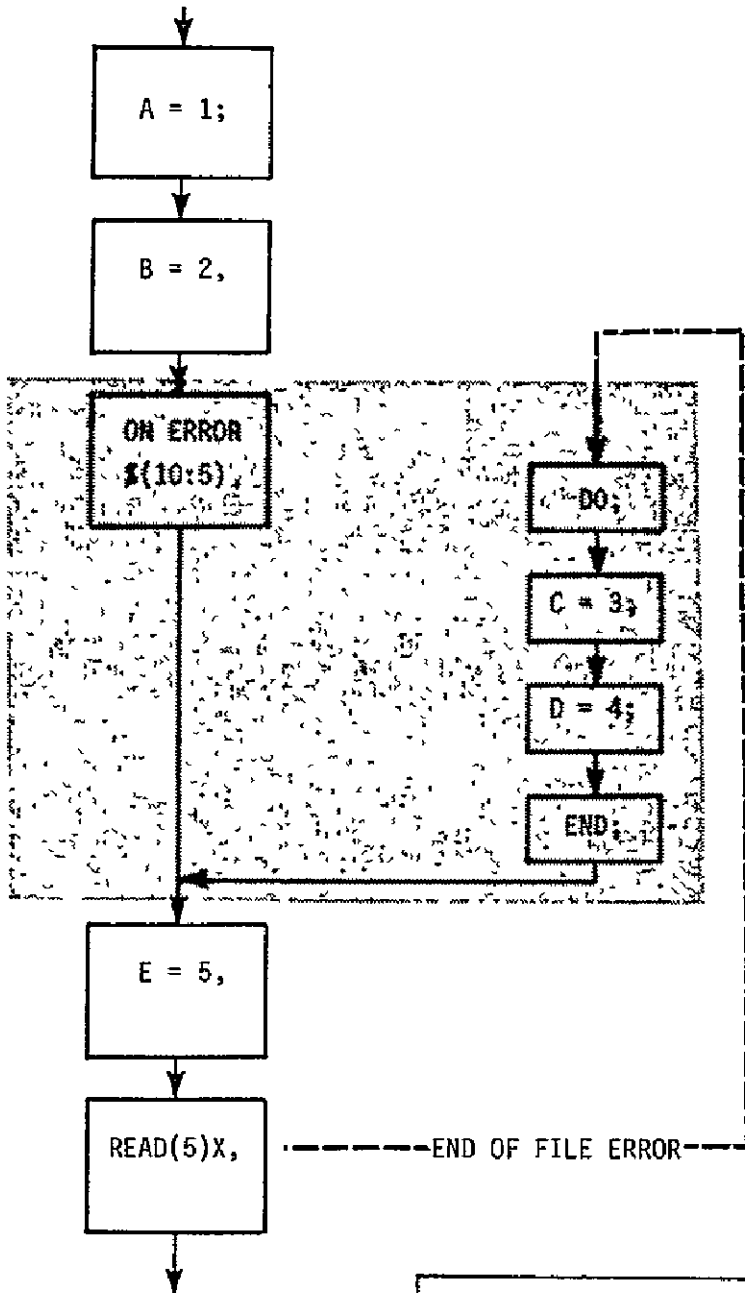 A = 1;
B = 2,
ON ERROR
$(10:5),
DO;
C = 3;
D = 4;
END;
E = 5,
READ(5)X,
END OF FILE ERROR